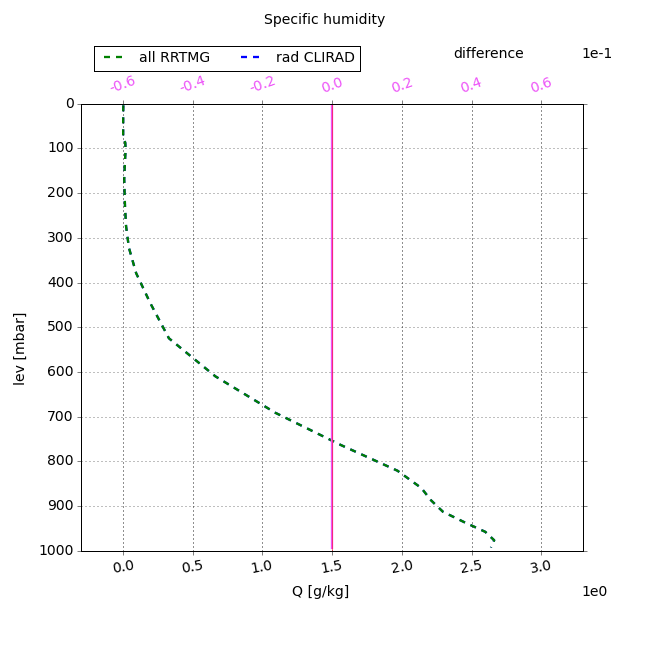 Specific humidity
all RRTMG rad CLIRAD difference 1e-1
-0.6 -0.4 -0.2 0.0 0.2 0.4 0.6
0
100
200
300
400
500
600
700
800
900
1000
lev [mbar]
0.0 0.5 1.0 1.5 2.0 2.5 3.0
Q [g/kg] 1e0